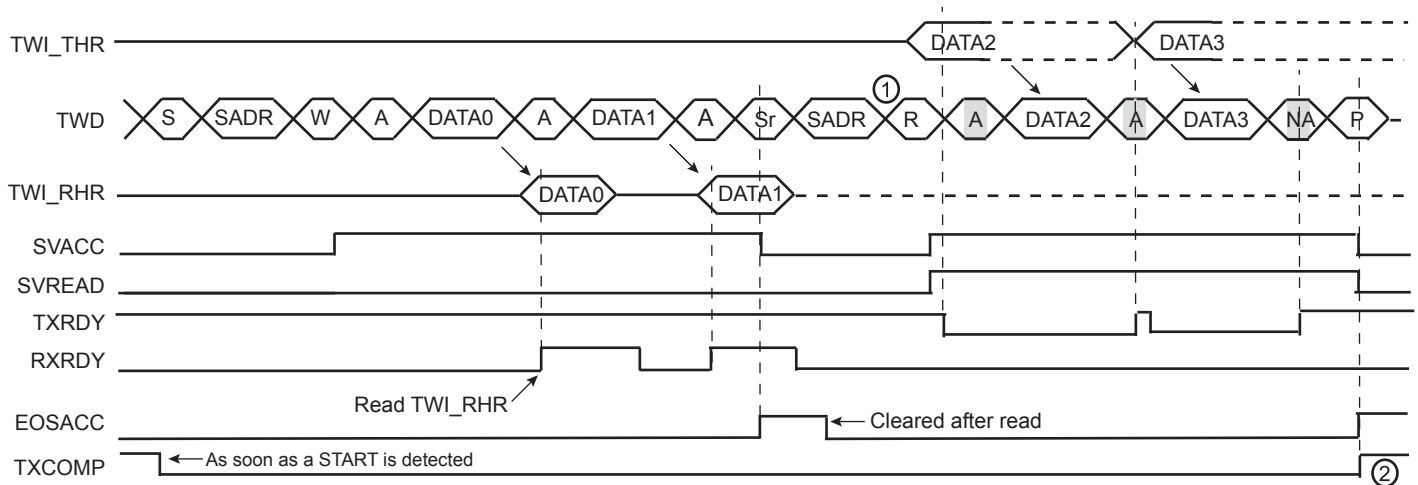 TWI_THR DATA2 DATA3
①
TWD S SADR W A DATA0 A DATA1 A Sr SADR R A DATA2 A DATA3 NA P
TWI_RHR DATA0 DATA1
SVACC
SVREAD
TXRDY
RXRDY
Read TWI_RHR
EOSACC Cleared after read
TXCOMP As soon as a START is detected ②